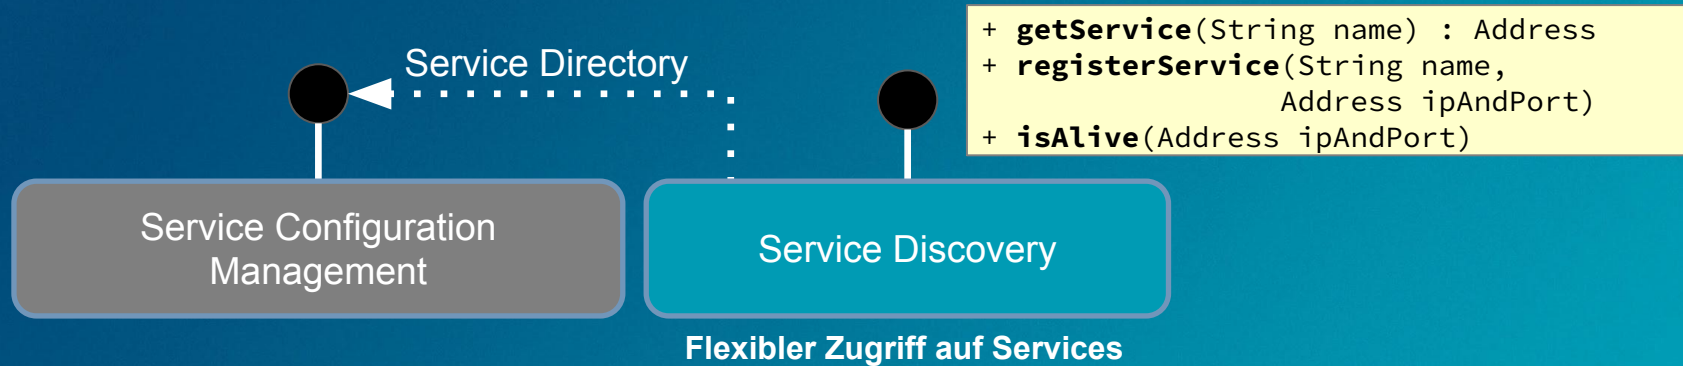 + getService(String name) : Address
+ registerService(String name,
Address ipAndPort)
+ isAlive(Address ipAndPort)
Service Directory
Service Configuration
Management
Service Discovery
Flexibler Zugriff auf Services